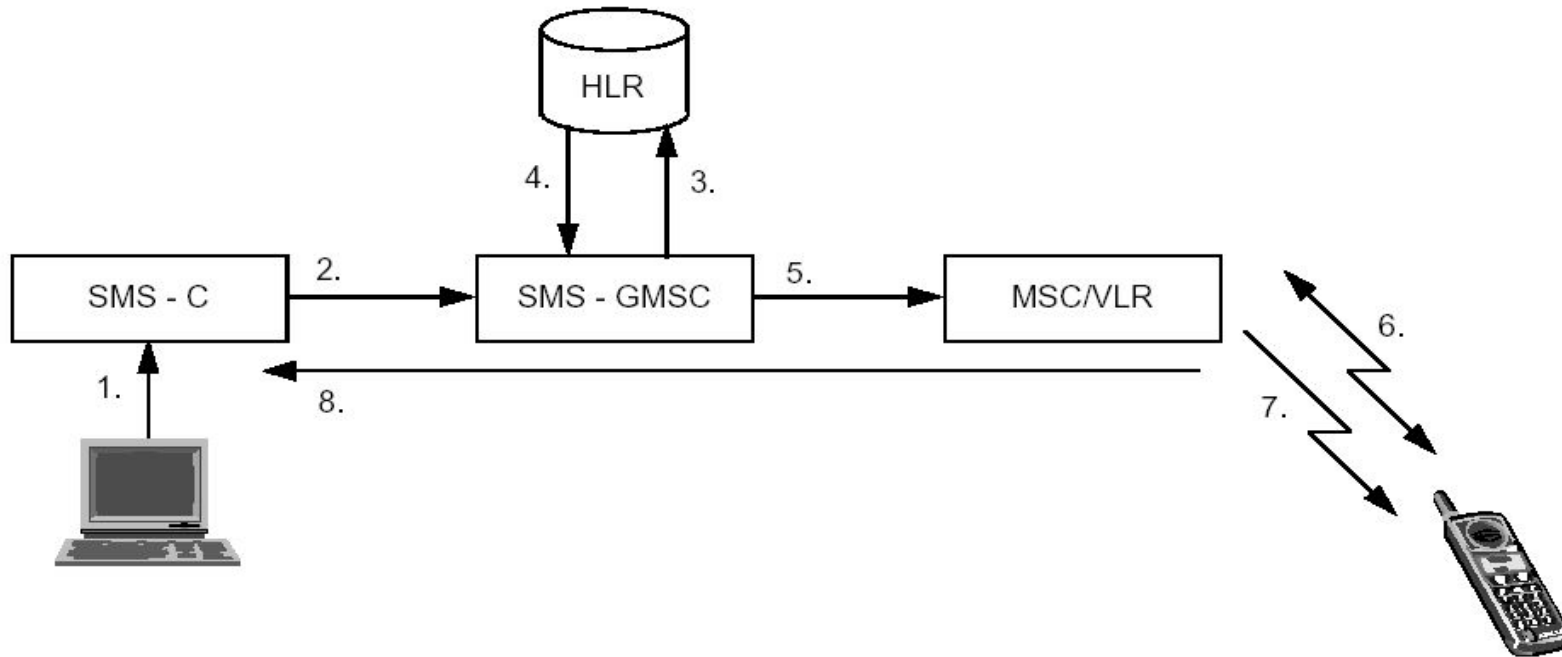 HLR
4.
3.
SMS - C
2.
SMS - GMSC
5.
MSC/VLR
6.
1.
8.
7.